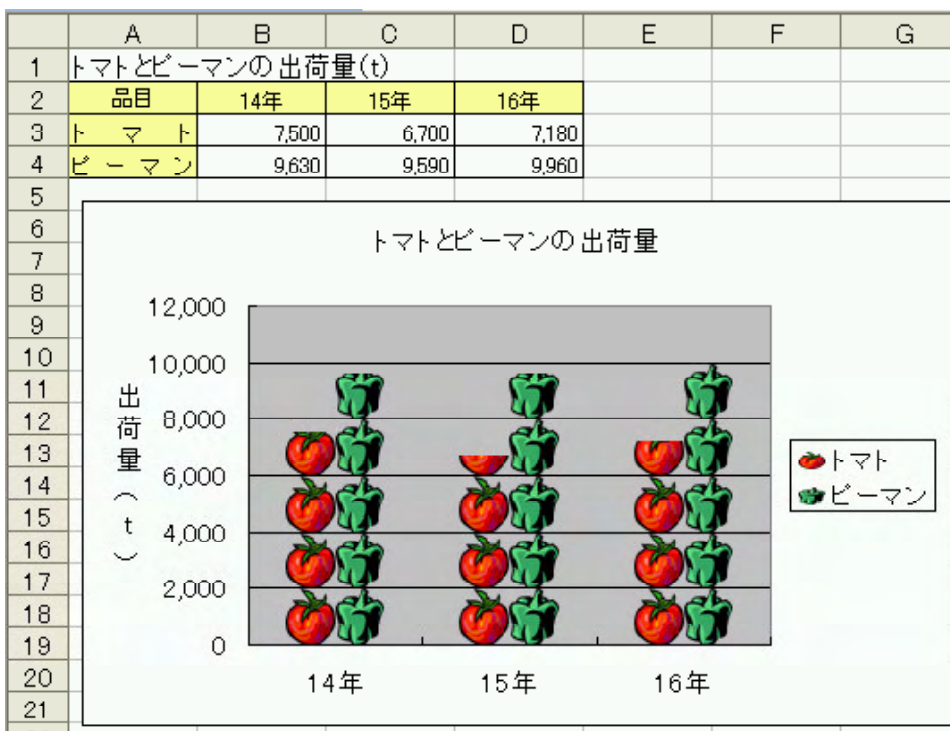 A B C D E F G
1 トマトとピーマンの出荷量(t)
2 品目 14年 15年 16年
3 トマト 7,500 6,700 7,180
4 ピーマン 9,630 9,590 9,960
5
6
トマトとピーマンの出荷量
7
8
12,000
9
10 10,000
11
12 8,000
13
14 6,000
15
16 4,000
17
18 2,000
19 0
20 14年 15年 16年
21
出荷量(t)
トマト
ピーマン